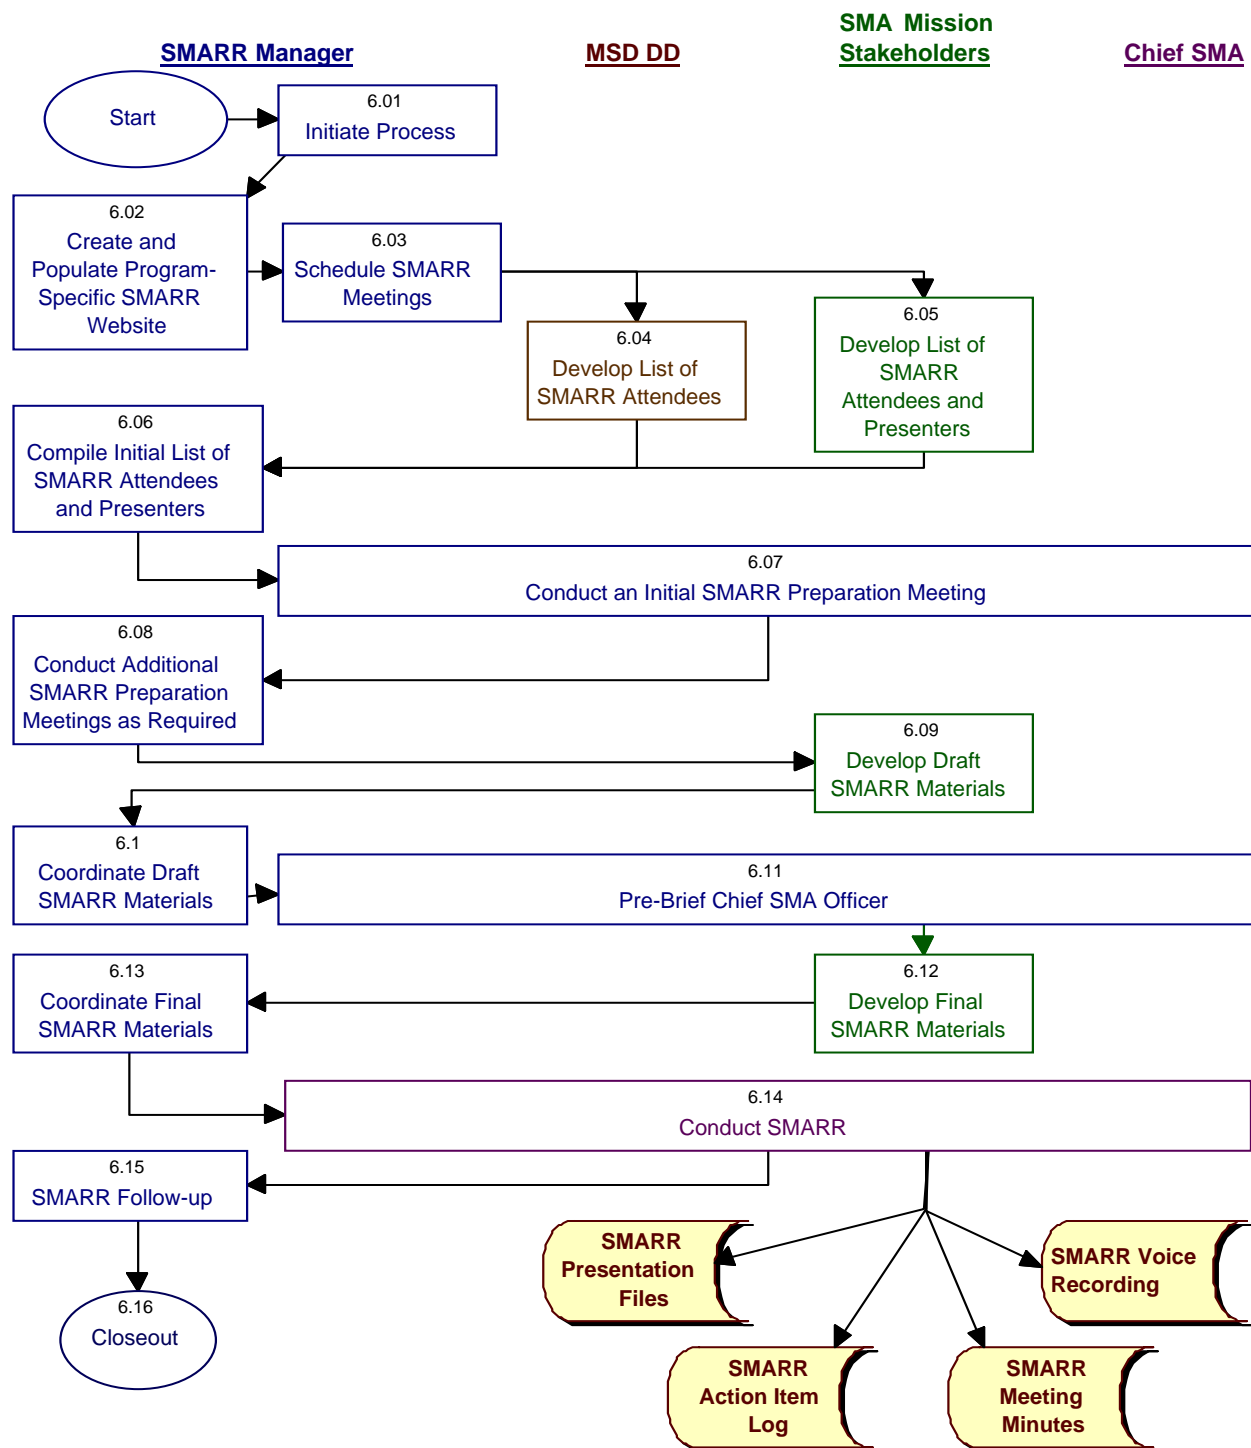 SMARR Manager
MSD DD
SMA Mission
Stakeholders
Chief SMA
Start
6.01
Initiate Process
6.02
Create and
Populate Program-
Specific SMARR
Website
6.03
Schedule SMARR
Meetings
6.04
Develop List of
SMARR Attendees
6.05
Develop List of
SMARR
Attendees and
Presenters
6.06
Compile Initial List of
SMARR Attendees
and Presenters
6.07
Conduct an Initial SMARR Preparation Meeting
6.08
Conduct Additional
SMARR Preparation
Meetings as Required
6.09
Develop Draft
SMARR Materials
6.1
Coordinate Draft
SMARR Materials
6.11
Pre-Brief Chief SMA Officer
6.13
Coordinate Final
SMARR Materials
6.12
Develop Final
SMARR Materials
6.14
Conduct SMARR
6.15
SMARR Follow-up
SMARR
Presentation
Files
SMARR Voice
Recording
6.16
Closeout
SMARR
Action Item
Log
SMARR
Meeting
Minutes